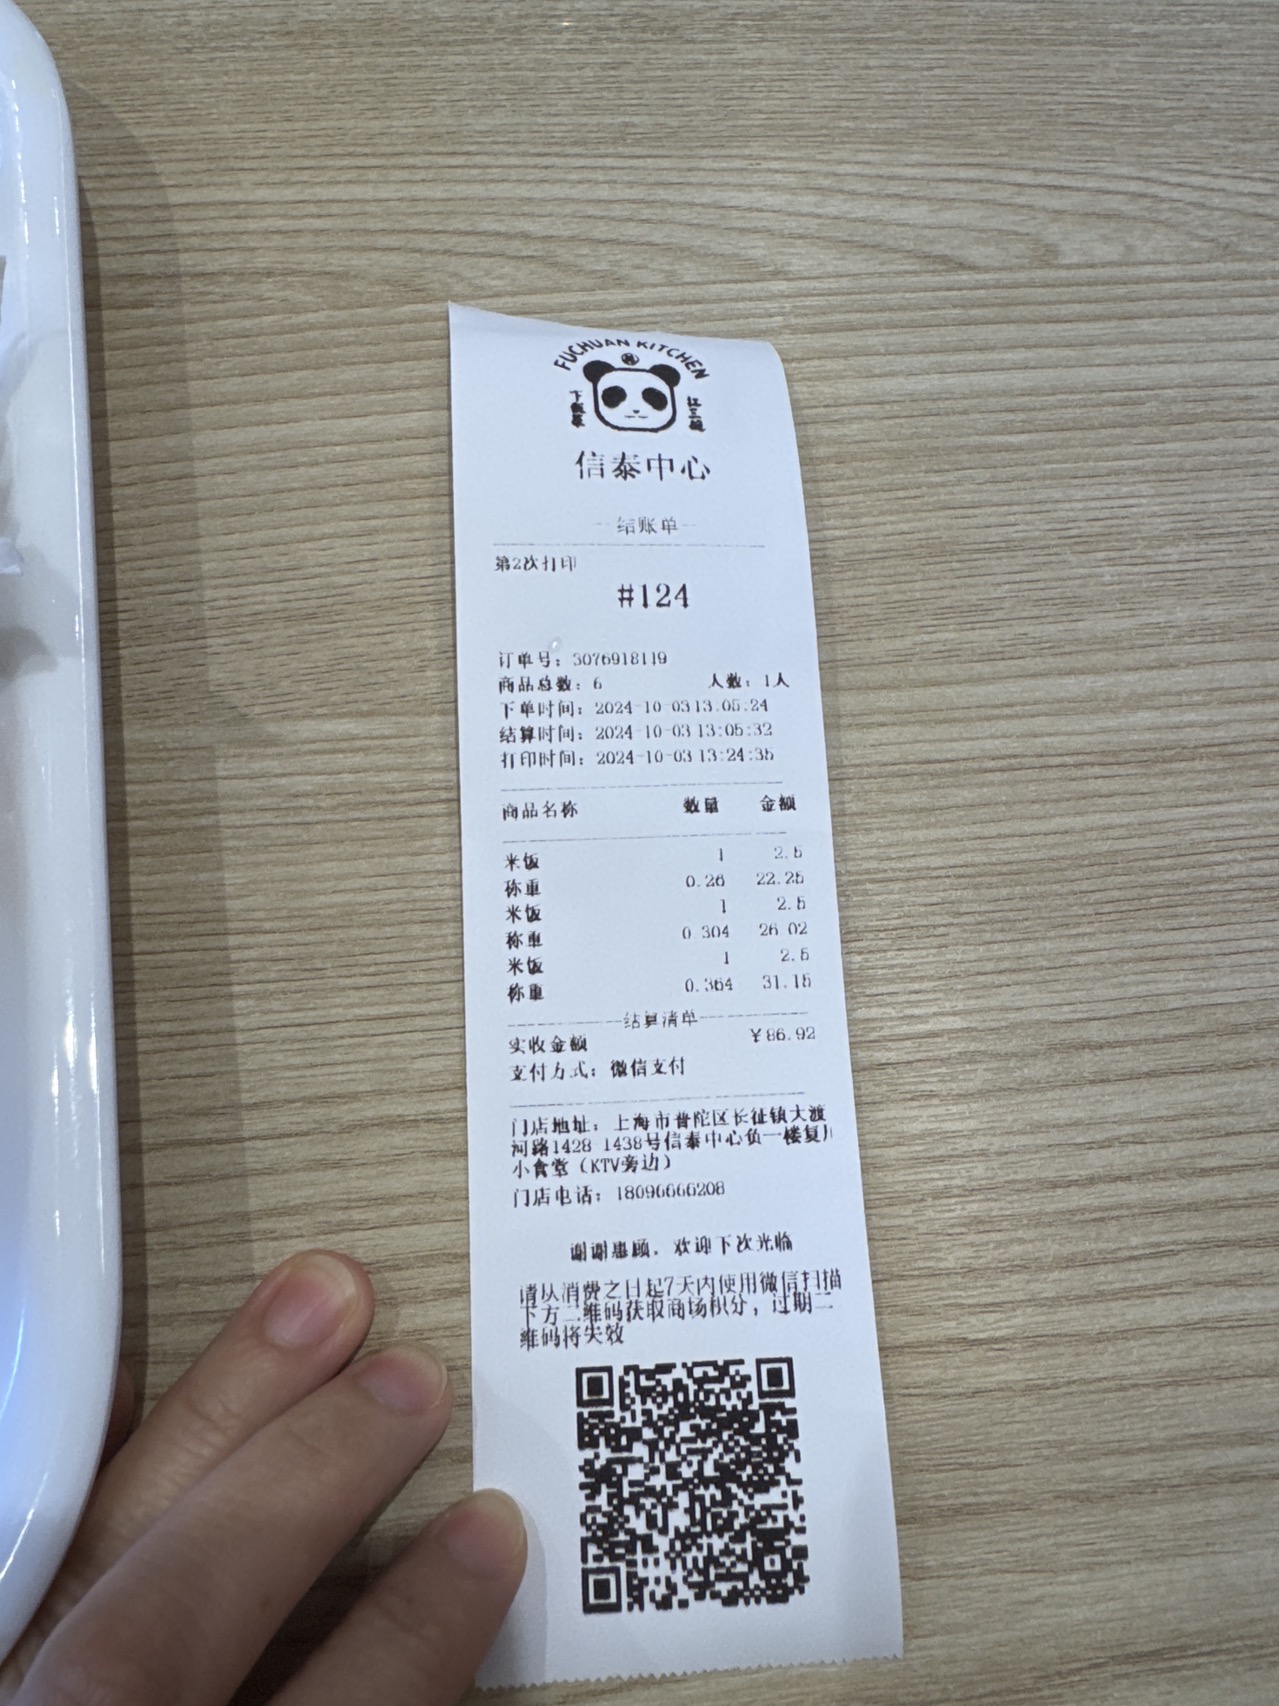 FUCHUAN KITCHEN
下饭菜
江三碗
信泰中心
结账单
第2次打印
#124
订单号：3076918119
商品总数：6 人数：1人
下单时间：2024-10-03 13:05:24
结算时间：2024-10-03 13:05:32
打印时间：2024-10-03 13:24:35
商品名称 数量 金额
米饭 1 2.5
称重 0.26 22.25
米饭 1 2.5
称重 0.304 26.02
米饭 1 2.5
称重 0.364 31.15
结算清单
实收金额 ￥86.92
支付方式：微信支付
门店地址：上海市普陀区长征镇大渡
河路1428-1438号信泰中心负一楼复川
小食堂（KTV旁边）
门店电话：18096666208
谢谢惠顾，欢迎下次光临
请从消费之日起7天内使用微信扫描
下方二维码获取商场积分，过期二
维码将失效